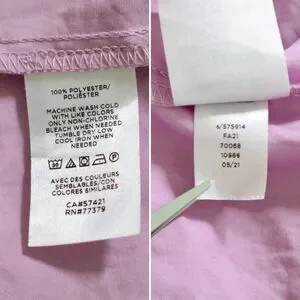 100% POLYESTER/
POLIÉSTER
MACHINE WASH COLD
WITH LIKE COLORS
ONLY NON-CHLORINE
BLEACH WHEN NEEDED
TUMBLE DRY LOW
COOL IRON WHEN
NEEDED
30
AVEC DES COULEURS
SEMBLABLES/CON
COLORES SIMILARES
CA#57421
RN#77379
s/575914
FA21
70068
10966
05/21